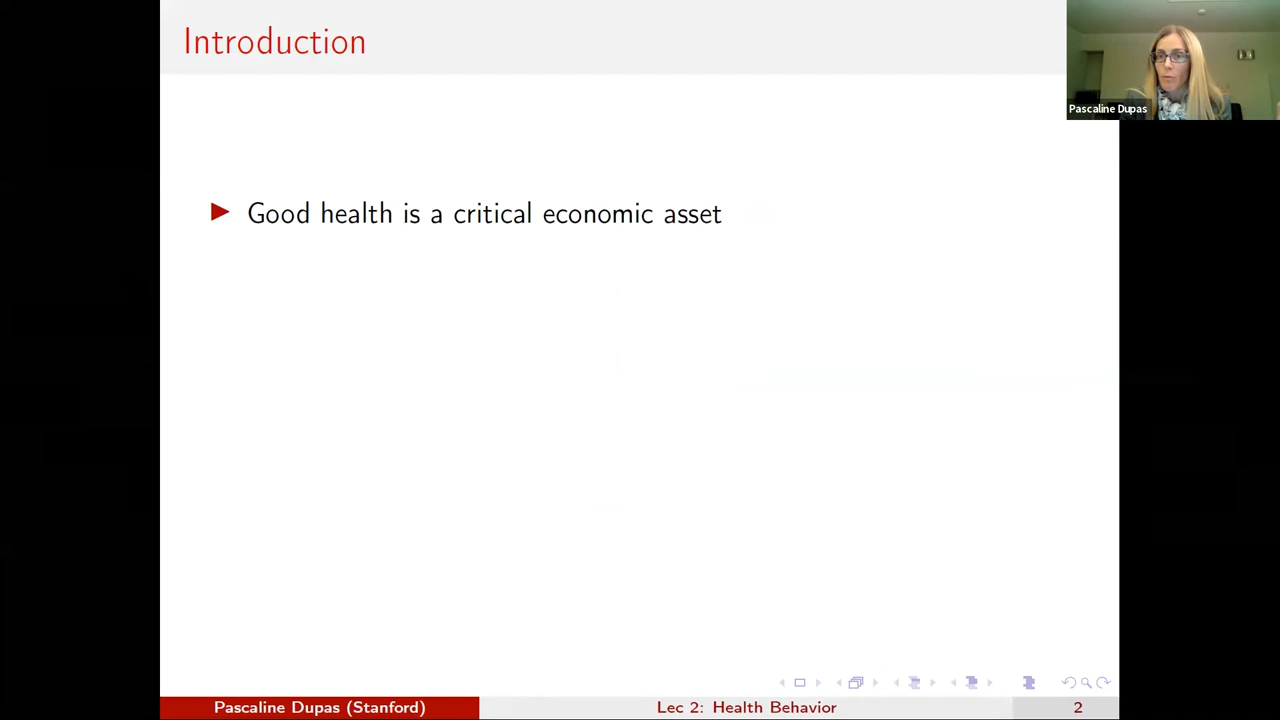 Introduction
Pascaline Dupas
Good health is a critical economic asset
Pascaline Dupas (Stanford)
Lec 2: Health Behavior
2